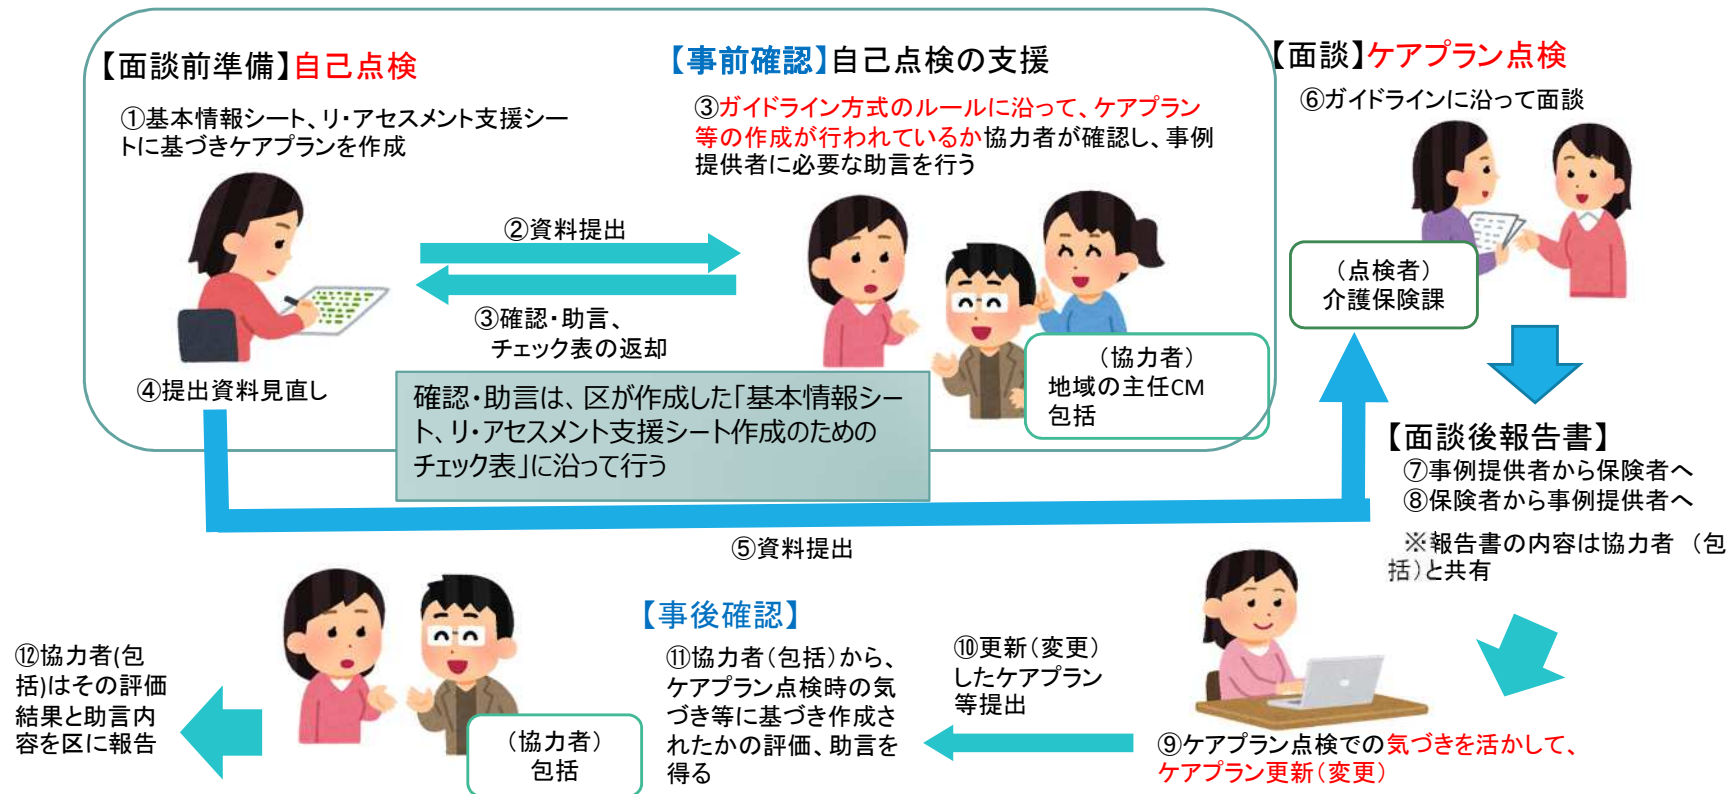 【面談前準備】自己点検
①基本情報シート、リ・アセスメント支援シー
トに基づきケアプランを作成
②資料提出
③確認・助言、
チェック表の返却
④提出資料見直し
【事前確認】自己点検の支援
③ガイドライン方式のルールに沿って、ケアプラン
等の作成が行われているか協力者が確認し、事例
提供者に必要な助言を行う
（協力者）
地域の主任CM
包括
確認・助言は、区が作成した「基本情報シー
ト、リ・アセスメント支援シート作成のための
チェック表」に沿って行う
⑤資料提出
【面談】ケアプラン点検
⑥ガイドラインに沿って面談
（点検者）
介護保険課
【面談後報告書】
⑦事例提供者から保険者へ
⑧保険者から事例提供者へ
※報告書の内容は協力者　（包
括）と共有
⑨ケアプラン点検での気づきを活かして、
ケアプラン更新（変更）
⑩更新（変更）
したケアプラン
等提出
【事後確認】
⑪協力者（包括）から、
ケアプラン点検時の気
づき等に基づき作成さ
れたかの評価、助言を
得る
（協力者）
包括
⑫協力者(包
括)はその評価
結果と助言内
容を区に報告